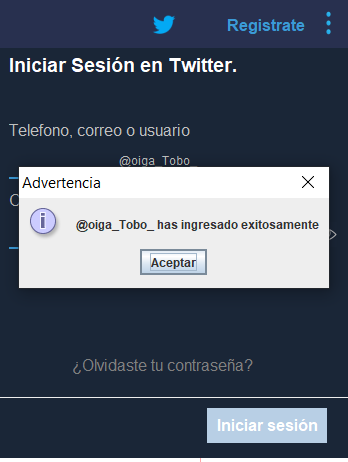 Registrate
Iniciar Sesión en Twitter.
Telefono, correo o usuario
@oiga_Tobo_
Advertencia
@oiga_Tobo_ has ingresado exitosamente
Aceptar
¿Olvidaste tu contraseña?
Iniciar sesión